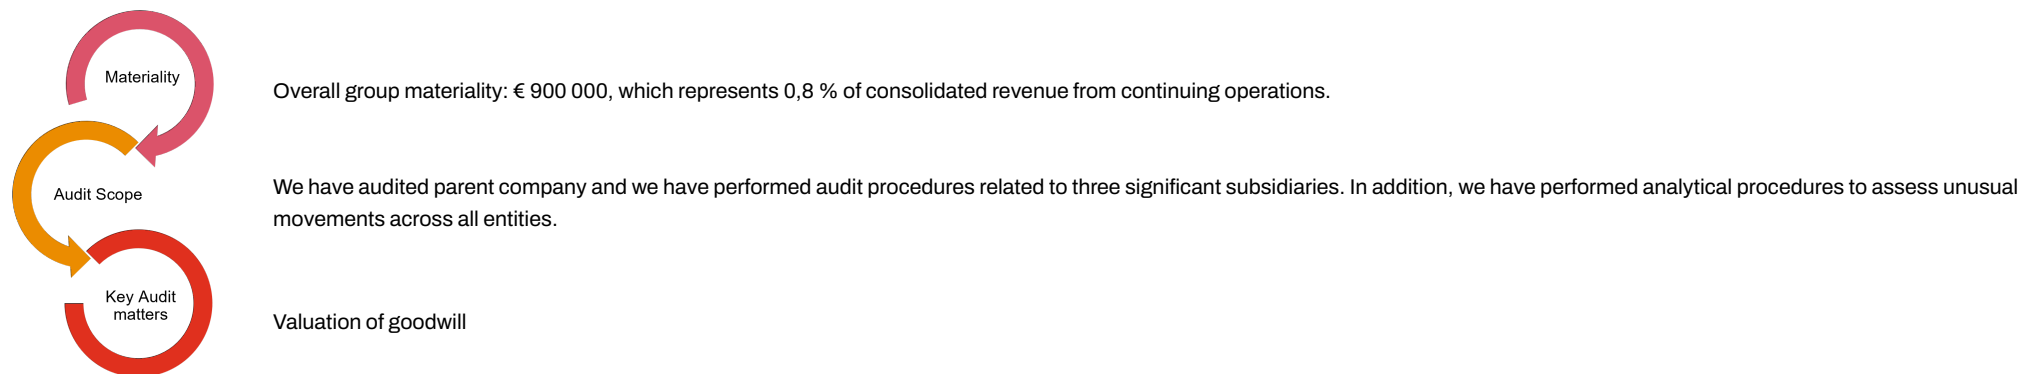 Materiality
Overall group materiality: € 900 000, which represents 0,8 % of consolidated revenue from continuing operations.
Audit Scope
We have audited parent company and we have performed audit procedures related to three significant subsidiaries. In addition, we have performed analytical procedures to assess unusual
movements across all entities.
Key Audit
matters
Valuation of goodwill